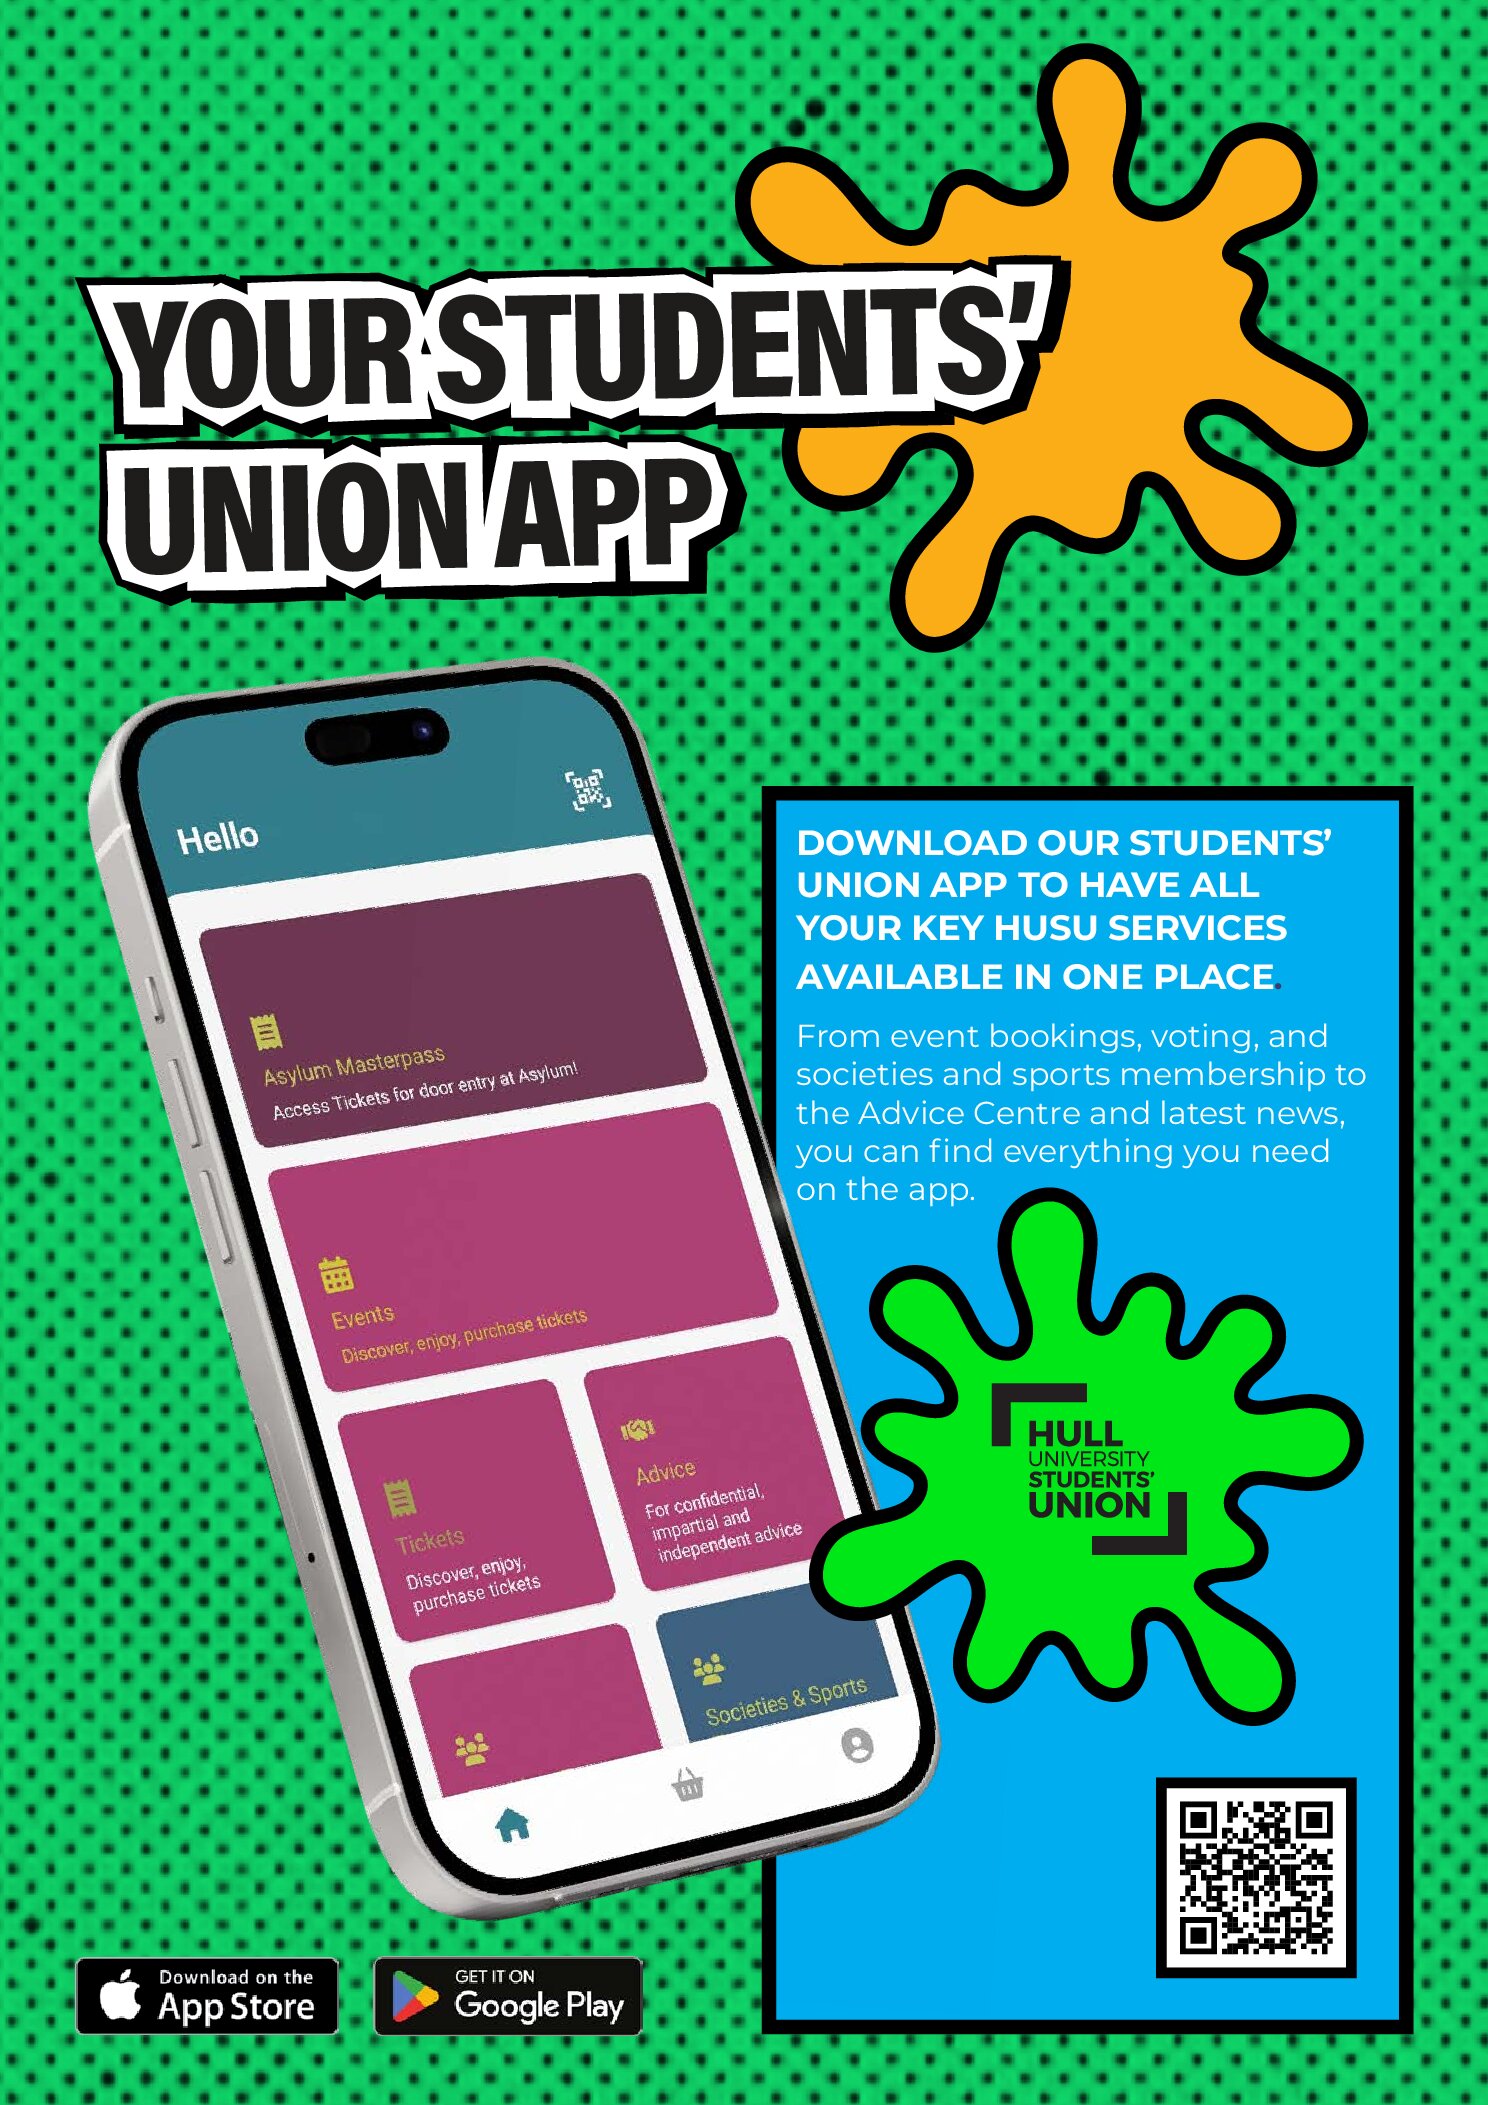 YOUR STUDENTS'
UNION APP
Hello
Asylum Masterpass
Access Tickets for door entry at Asylum!
Events
Discover, enjoy, purchase tickets
Tickets
Discover, enjoy,
purchase tickets
Advice
For confidential,
impartial and
independent advice
Societies & Sports
DOWNLOAD OUR STUDENTS'
UNION APP TO HAVE ALL
YOUR KEY HUSU SERVICES
AVAILABLE IN ONE PLACE.
From event bookings, voting, and
societies and sports membership to
the Advice Centre and latest news,
you can find everything you need
on the app.
HULL
UNIVERSITY
STUDENTS'
UNION
Download on the
App Store
GET IT ON
Google Play